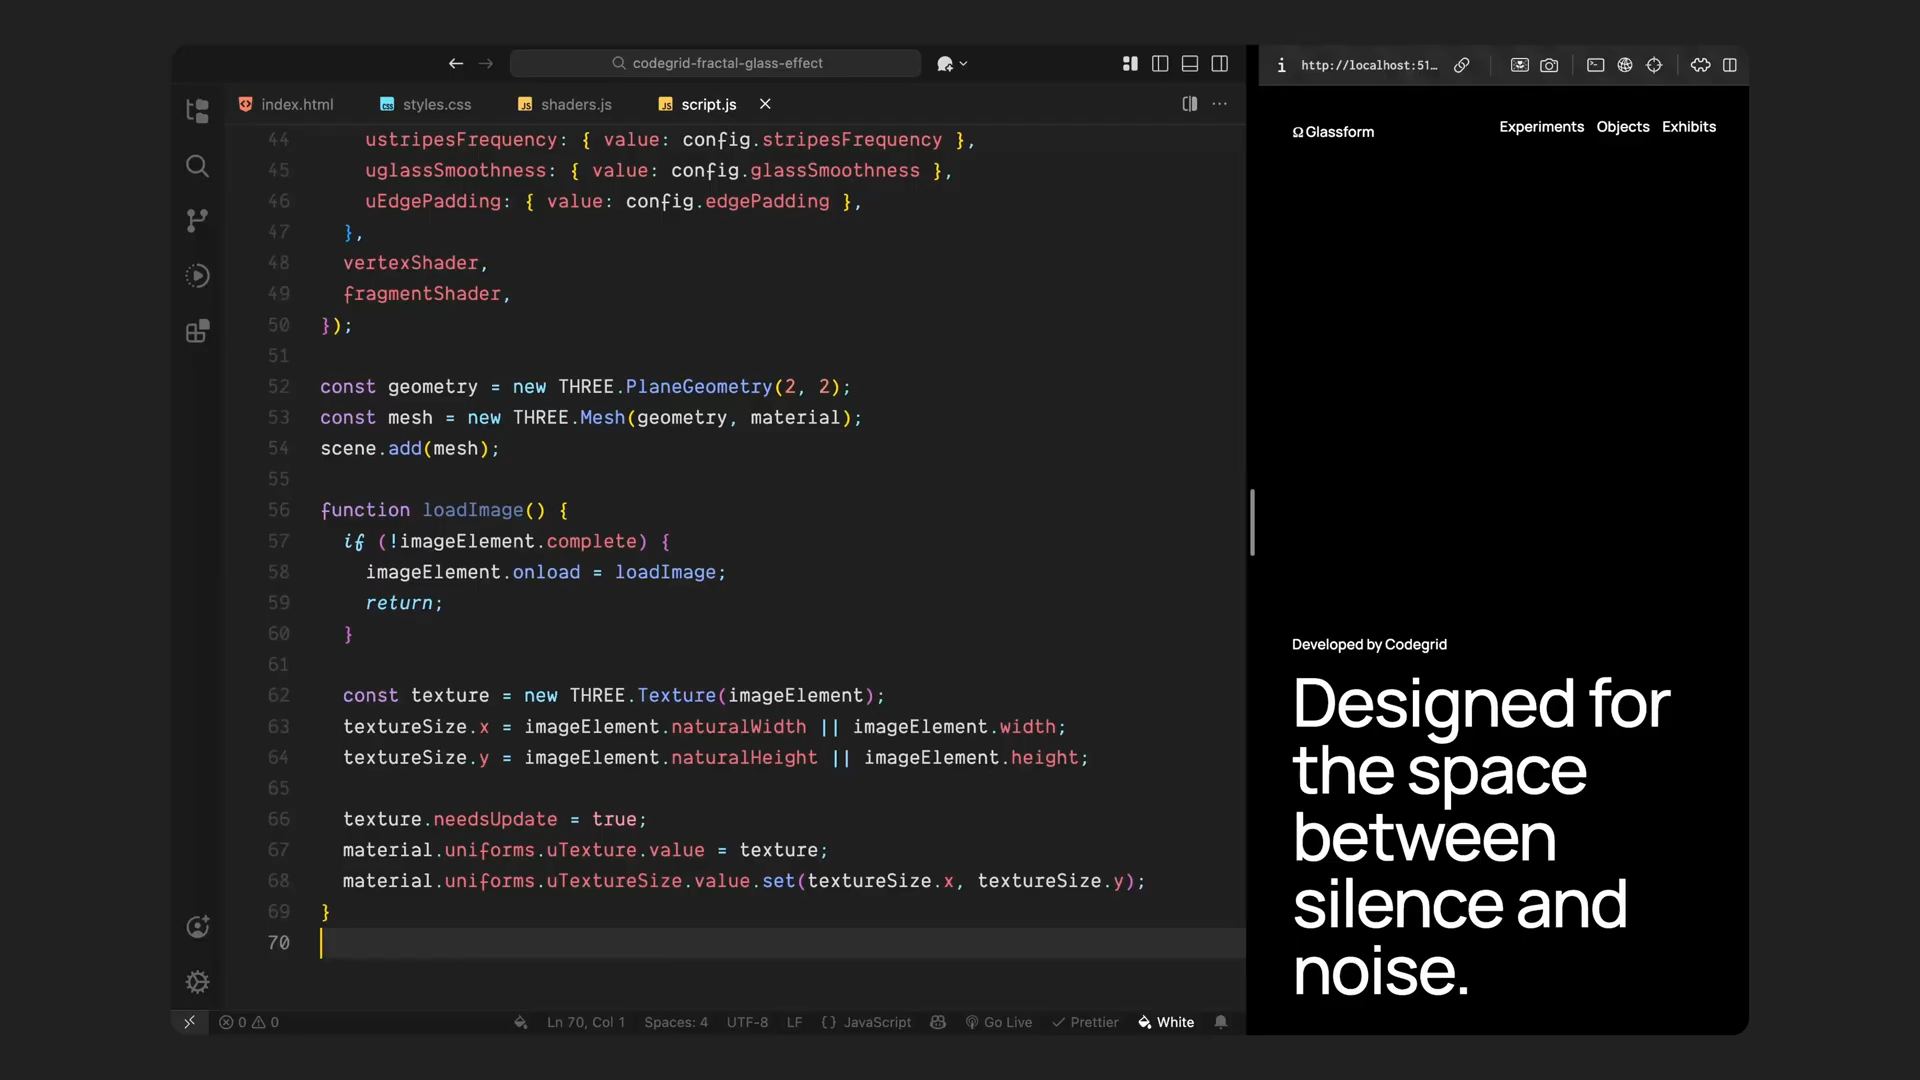 codegrid-fractal-glass-effect
index.html
styles.css
shaders.js
script.js
44 ustripesFrequency: { value: config.stripesFrequency },
45 uglassSmoothness: { value: config.glassSmoothness },
46 uEdgePadding: { value: config.edgePadding },
47 },
48 vertexShader,
49 fragmentShader,
50 });
51
52 const geometry = new THREE.PlaneGeometry(2, 2);
53 const mesh = new THREE.Mesh(geometry, material);
54 scene.add(mesh);
55
56 function loadImage() {
57 if (!imageElement.complete) {
58 imageElement.onload = loadImage;
59 return;
60 }
61
62 const texture = new THREE.Texture(imageElement);
63 textureSize.x = imageElement.naturalWidth || imageElement.width;
64 textureSize.y = imageElement.naturalHeight || imageElement.height;
65
66 texture.needsUpdate = true;
67 material.uniforms.uTexture.value = texture;
68 material.uniforms.uTextureSize.value.set(textureSize.x, textureSize.y);
69 }
70
0 0
Ln 70, Col 1
Spaces: 4
UTF-8
LF
{} JavaScript
Go Live
Prettier
White
http://localhost:51…
Glassform
Experiments Objects Exhibits
Developed by Codegrid
Designed for
the space
between
silence and
noise.